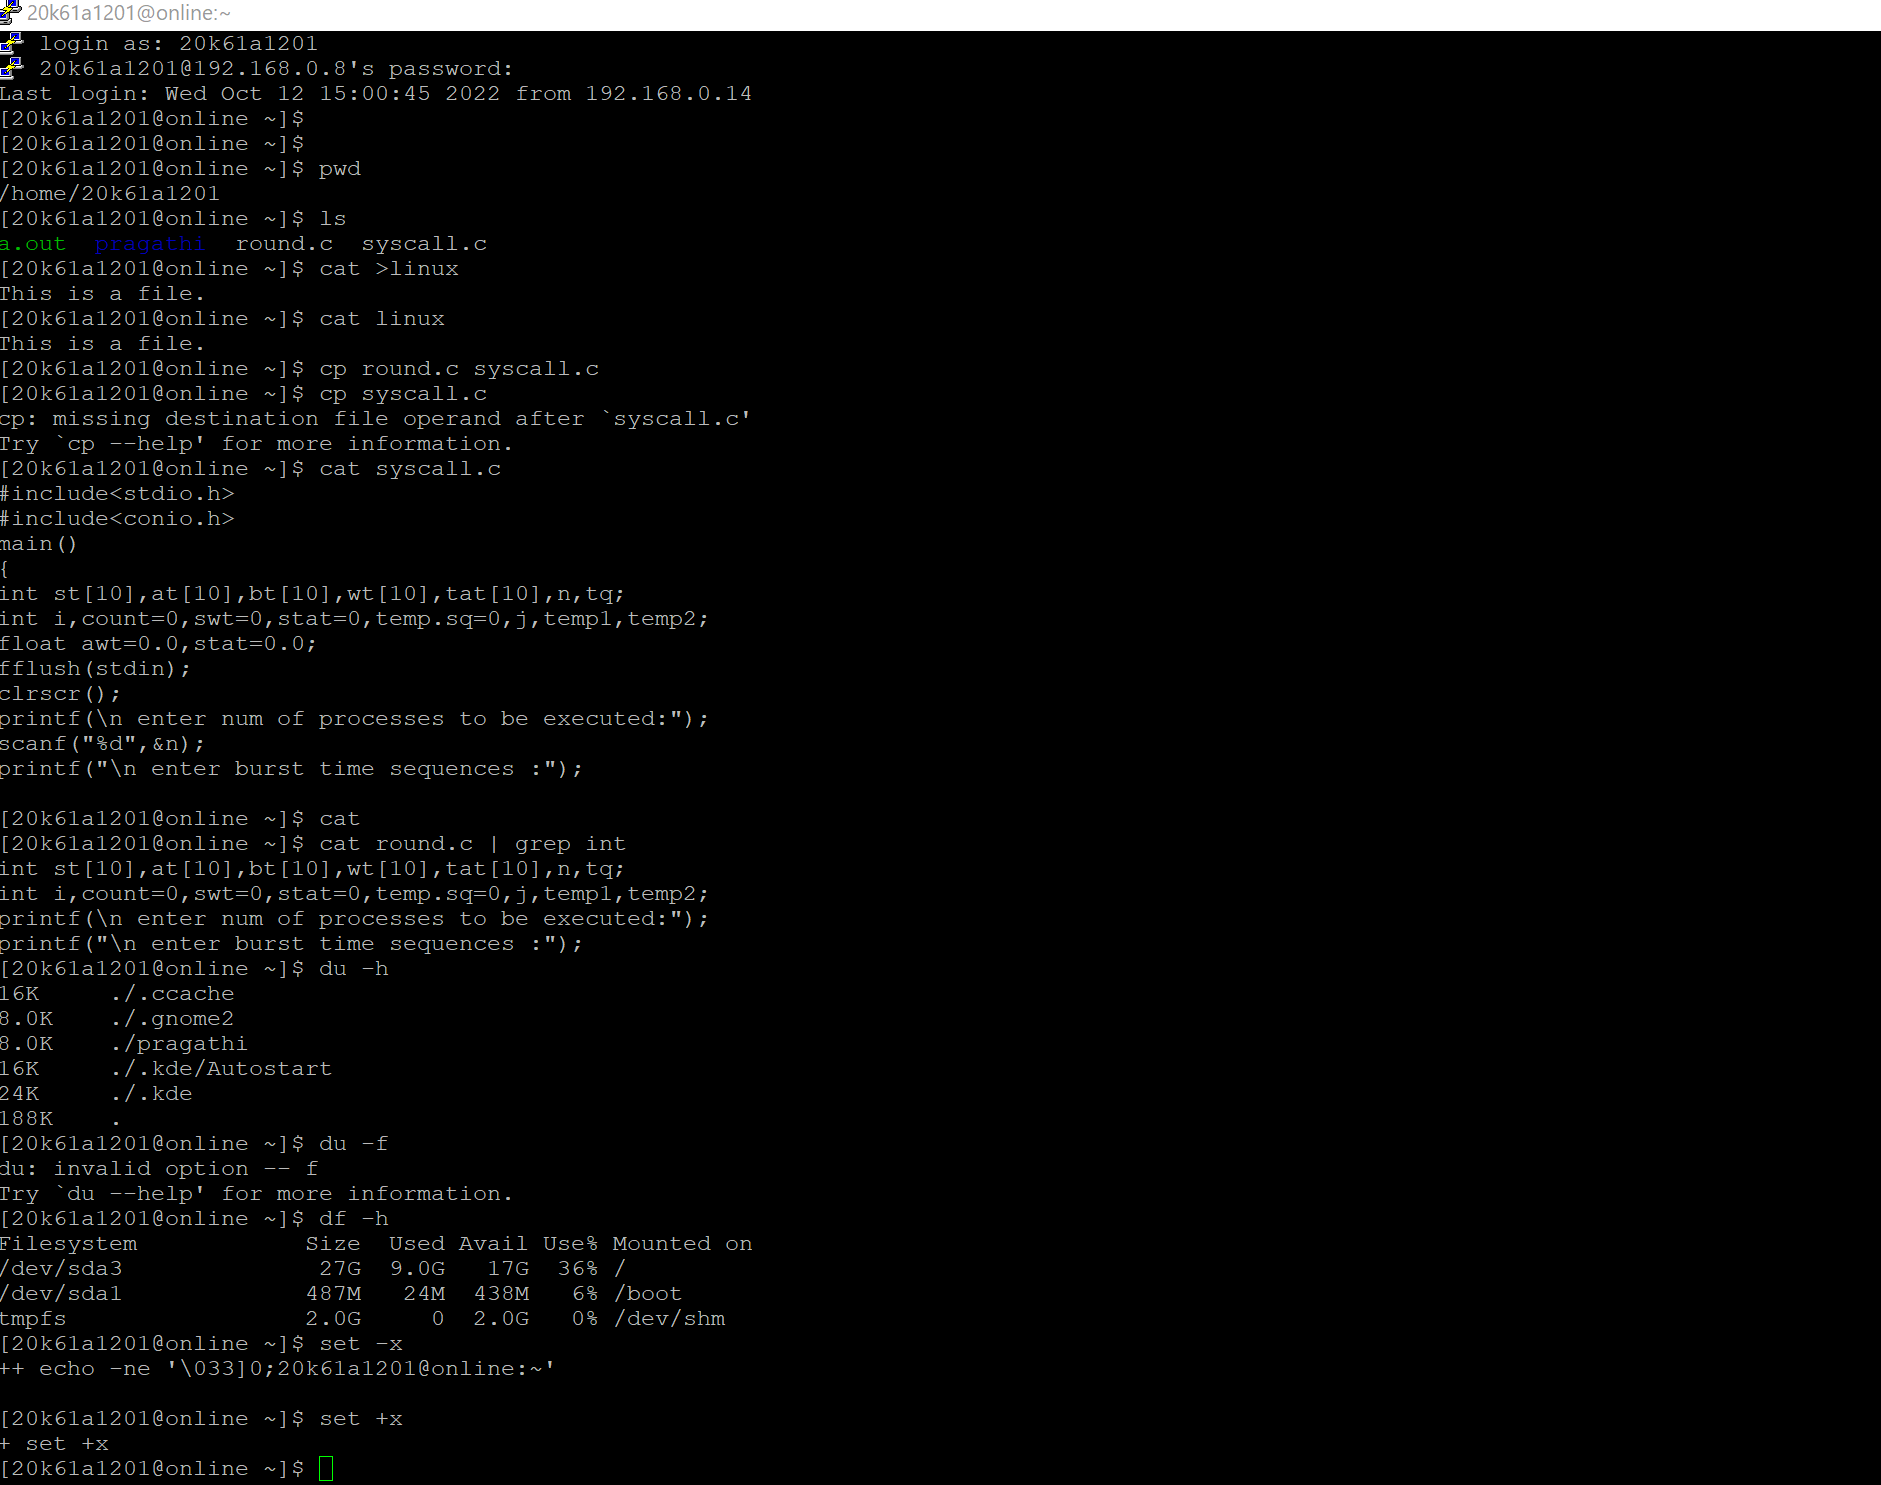 20k61a1201@online:~
login as: 20k61a1201
20k61a1201@192.168.0.8's password:
Last login: Wed Oct 12 15:00:45 2022 from 192.168.0.14
[20k61a1201@online ~]$
[20k61a1201@online ~]$
[20k61a1201@online ~]$ pwd
/home/20k61a1201
[20k61a1201@online ~]$ ls
a.out  pragathi  round.c  syscall.c
[20k61a1201@online ~]$ cat >linux
This is a file.
[20k61a1201@online ~]$ cat linux
This is a file.
[20k61a1201@online ~]$ cp round.c syscall.c
[20k61a1201@online ~]$ cp syscall.c
cp: missing destination file operand after `syscall.c'
Try `cp --help' for more information.
[20k61a1201@online ~]$ cat syscall.c
#include<stdio.h>
#include<conio.h>
main()
{
int st[10],at[10],bt[10],wt[10],tat[10],n,tq;
int i,count=0,swt=0,stat=0,temp.sq=0,j,temp1,temp2;
float awt=0.0,stat=0.0;
fflush(stdin);
clrscr();
printf(\n enter num of processes to be executed:");
scanf("%d",&n);
printf("\n enter burst time sequences :");
[20k61a1201@online ~]$ cat
[20k61a1201@online ~]$ cat round.c | grep int
int st[10],at[10],bt[10],wt[10],tat[10],n,tq;
int i,count=0,swt=0,stat=0,temp.sq=0,j,temp1,temp2;
printf(\n enter num of processes to be executed:");
printf("\n enter burst time sequences :");
[20k61a1201@online ~]$ du -h
16K     ./.ccache
8.0K    ./.gnome2
8.0K    ./pragathi
16K     ./.kde/Autostart
24K     ./.kde
188K    .
[20k61a1201@online ~]$ du -f
du: invalid option -- f
Try `du --help' for more information.
[20k61a1201@online ~]$ df -h
Filesystem            Size  Used Avail Use% Mounted on
/dev/sda3              27G  9.0G   17G  36% /
/dev/sda1             487M   24M  438M   6% /boot
tmpfs                 2.0G     0  2.0G   0% /dev/shm
[20k61a1201@online ~]$ set -x
++ echo -ne '\033]0;20k61a1201@online:~'
[20k61a1201@online ~]$ set +x
+ set +x
[20k61a1201@online ~]$